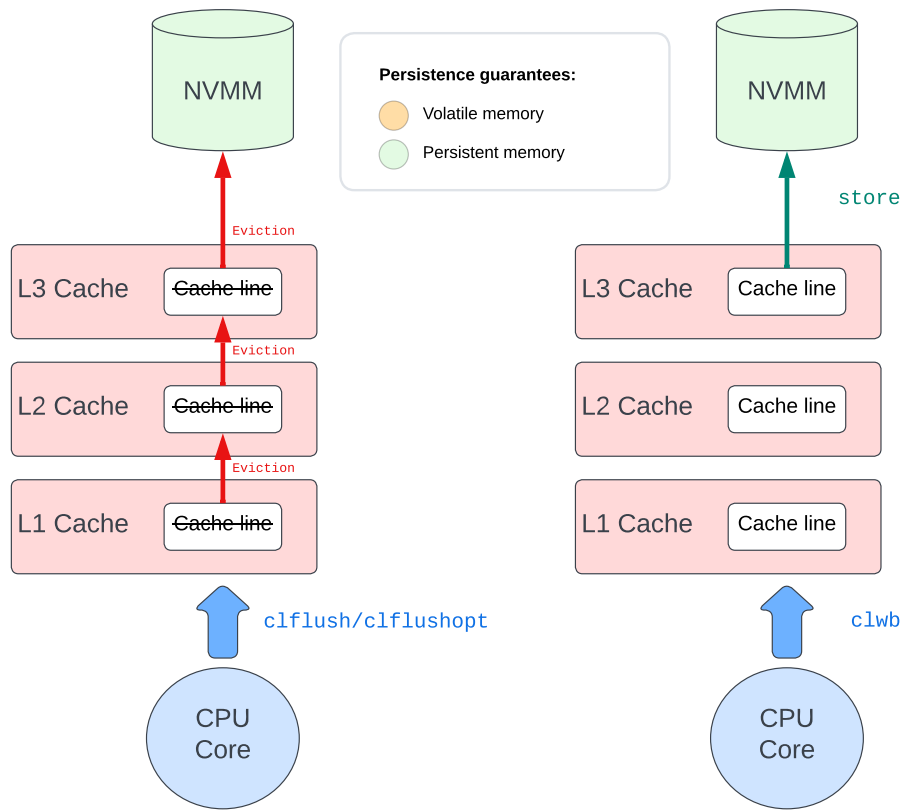 NVMM
Persistence guarantees:
Volatile memory
Persistent memory
NVMM
store
Eviction
L3 Cache
Cache line
L3 Cache
Cache line
Eviction
L2 Cache
Cache line
L2 Cache
Cache line
Eviction
L1 Cache
Cache line
L1 Cache
Cache line
clflush/clflushopt
clwb
CPU
Core
CPU
Core